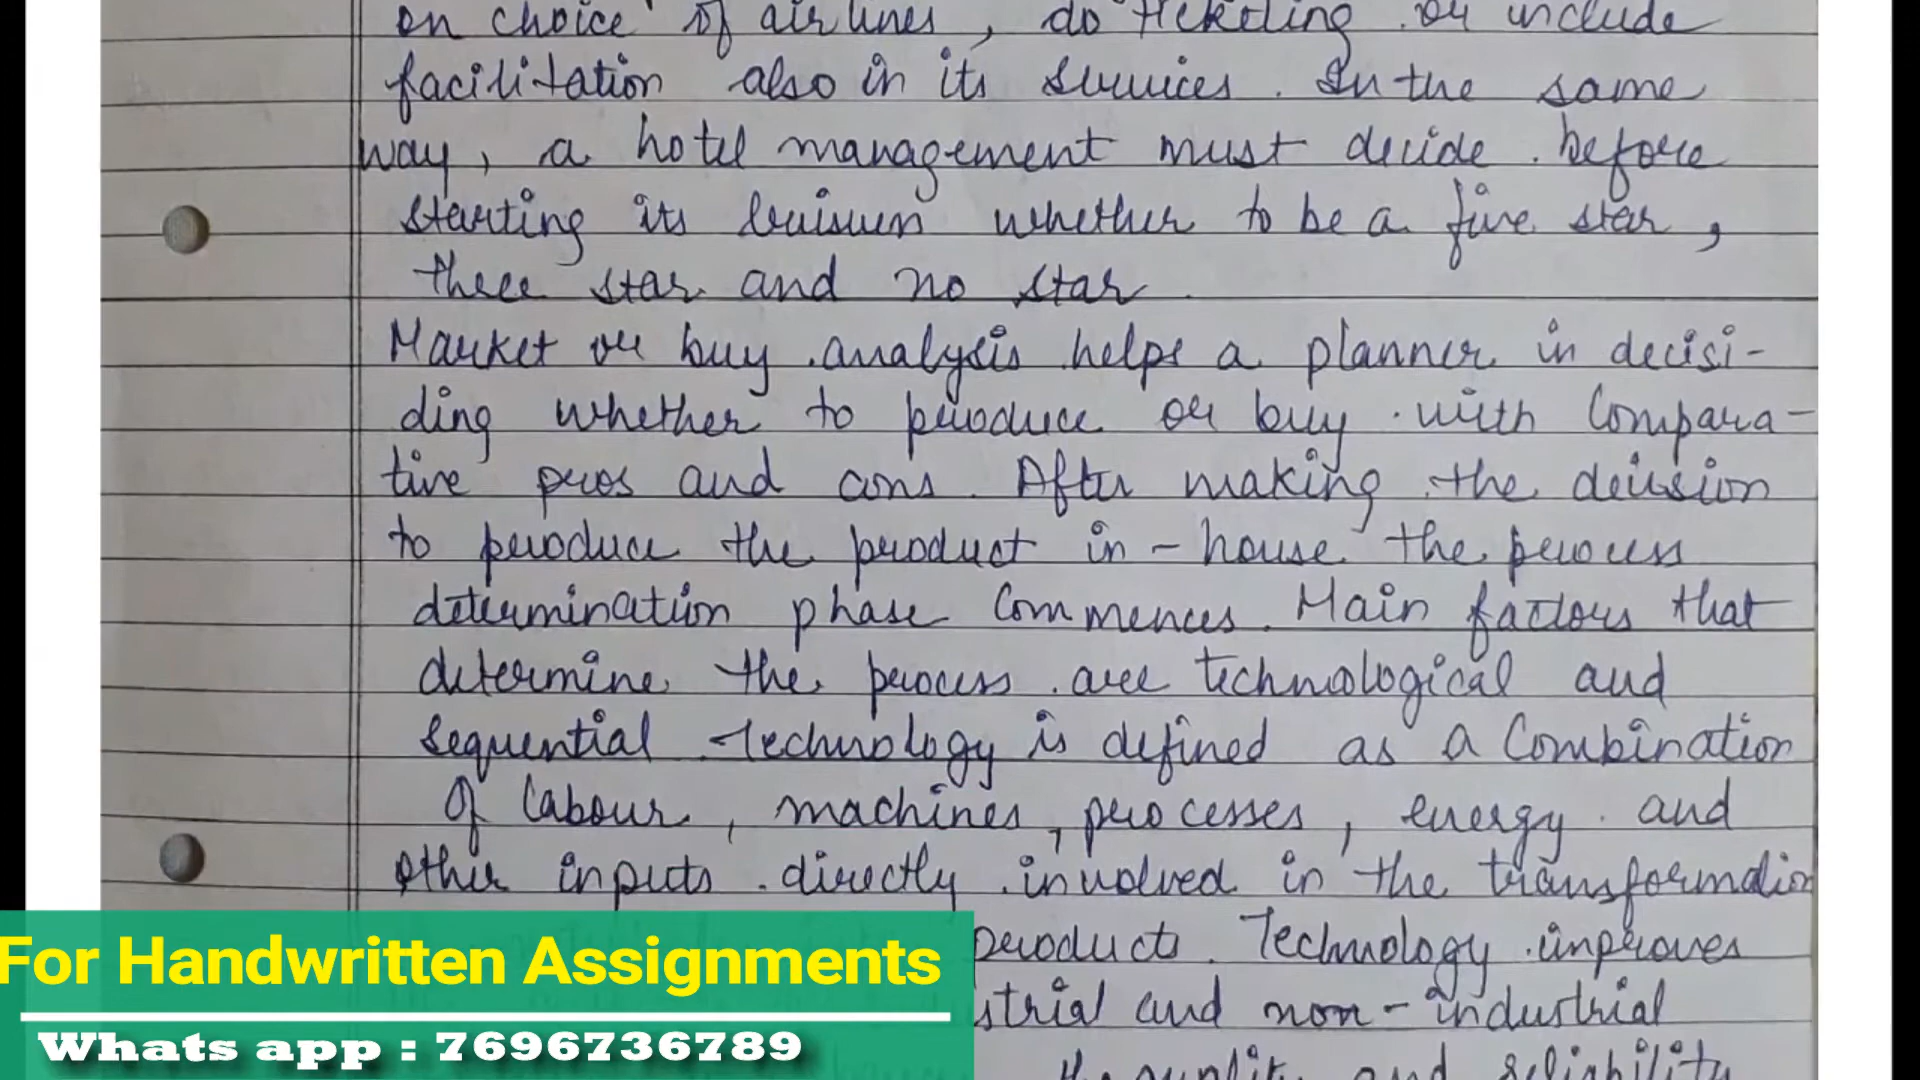 on choice of airlines, do ticketing or include
facilitation also in its services. In the same
way, a hotel management must decide before
starting its buisuen whether to be a five star,
three star and no star.
Market or buy analysis helps a planner in decisi-
ding whether to produce or buy with compara-
tive pros and cons. After making the decision
to produce the product in-house the process
determination phase commences. Main factors that
determine the process are technological and
sequential. Technology is defined as a combination
of labour, machines, processes, energy and
other inputs directly involved in the transformation
products. Technology improves
strial and non-industrial
the quality and reliability
For Handwritten Assignments
Whats app : 7696736789